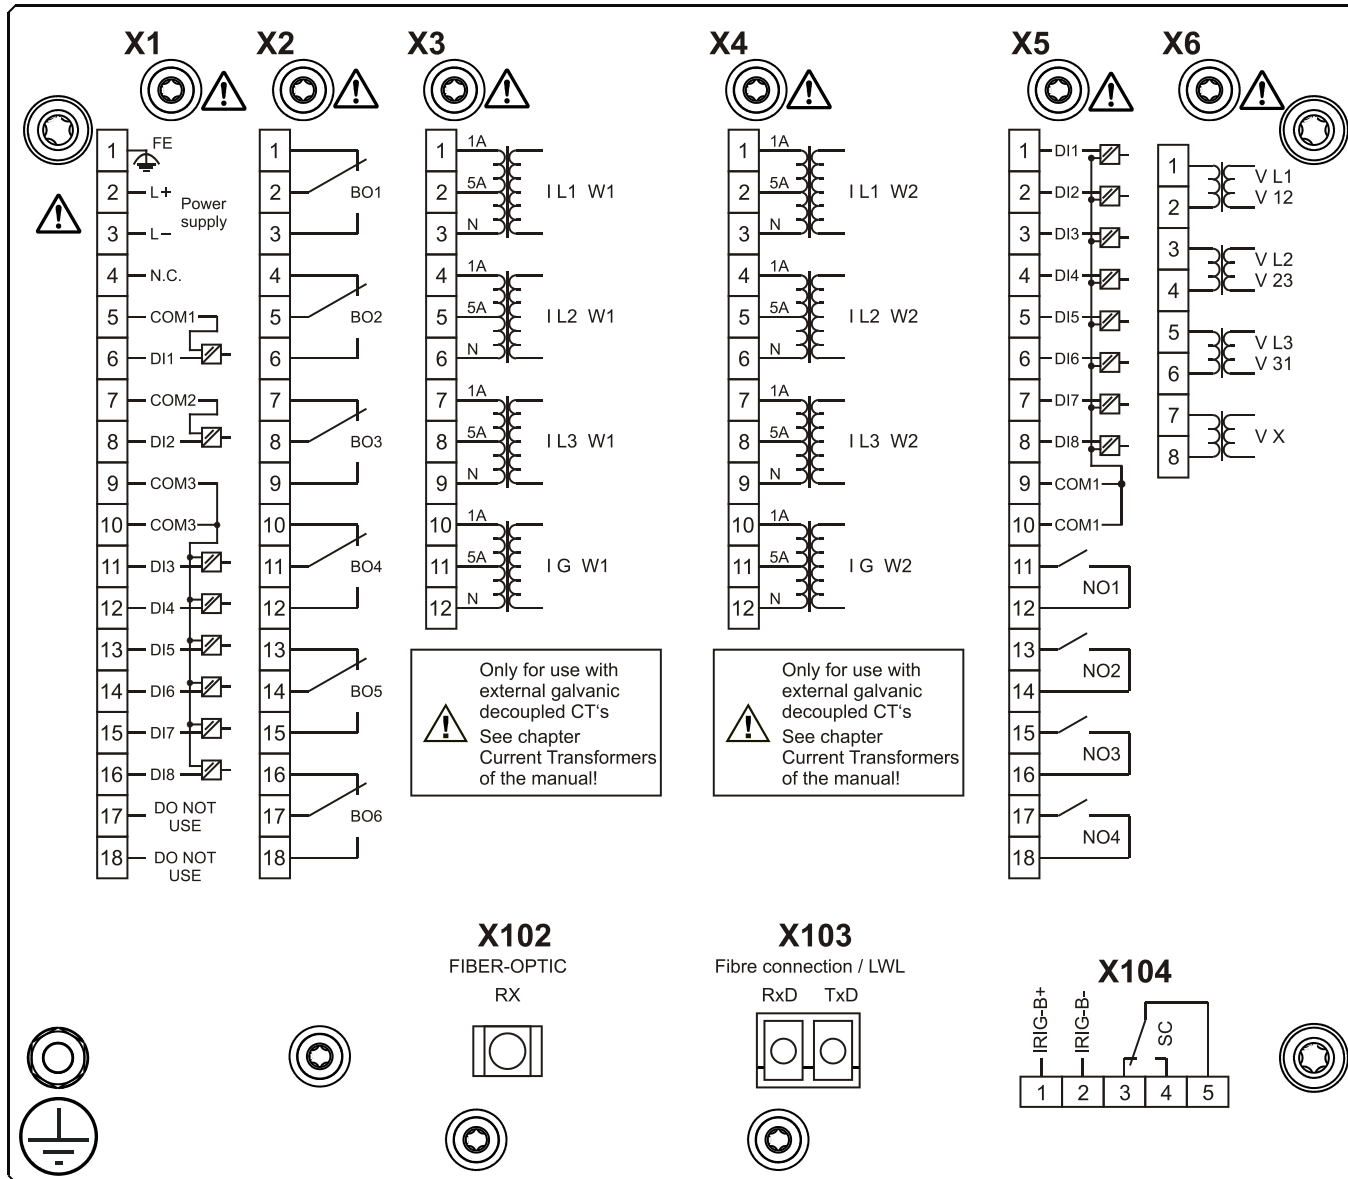 X1 X2 X3 X4 X5 X6
1 FE
2 L+
3 L−
Power
supply
4 N.C.
5 COM1
6 DI1
7 COM2
8 DI2
9 COM3
10 COM3
11 DI3
12 DI4
13 DI5
14 DI6
15 DI7
16 DI8
17 DO NOT
USE
18 DO NOT
USE
1
2 BO1
3
4
5 BO2
6
7
8 BO3
9
10
11 BO4
12
13
14 BO5
15
16
17 BO6
18
1 1A
2 5A I L1 W1
3 N
4 1A
5 5A I L2 W1
6 N
7 1A
8 5A I L3 W1
9 N
10 1A
11 5A I G W1
12 N
Only for use with
external galvanic
decoupled CT‘s
See chapter
Current Transformers
of the manual!
1 1A
2 5A I L1 W2
3 N
4 1A
5 5A I L2 W2
6 N
7 1A
8 5A I L3 W2
9 N
10 1A
11 5A I G W2
12 N
Only for use with
external galvanic
decoupled CT‘s
See chapter
Current Transformers
of the manual!
1 DI1
2 DI2
3 DI3
4 DI4
5 DI5
6 DI6
7 DI7
8 DI8
9 COM1
10 COM1
11
NO1
12
13
NO2
14
15
NO3
16
17
NO4
18
1 V L1
2 V 12
3 V L2
4 V 23
5 V L3
6 V 31
7
V X
8
X102
FIBER-OPTIC
RX
X103
Fibre connection / LWL
RxD TxD
X104
IRIG-B+
IRIG-B-
SC
1 2 3 4 5